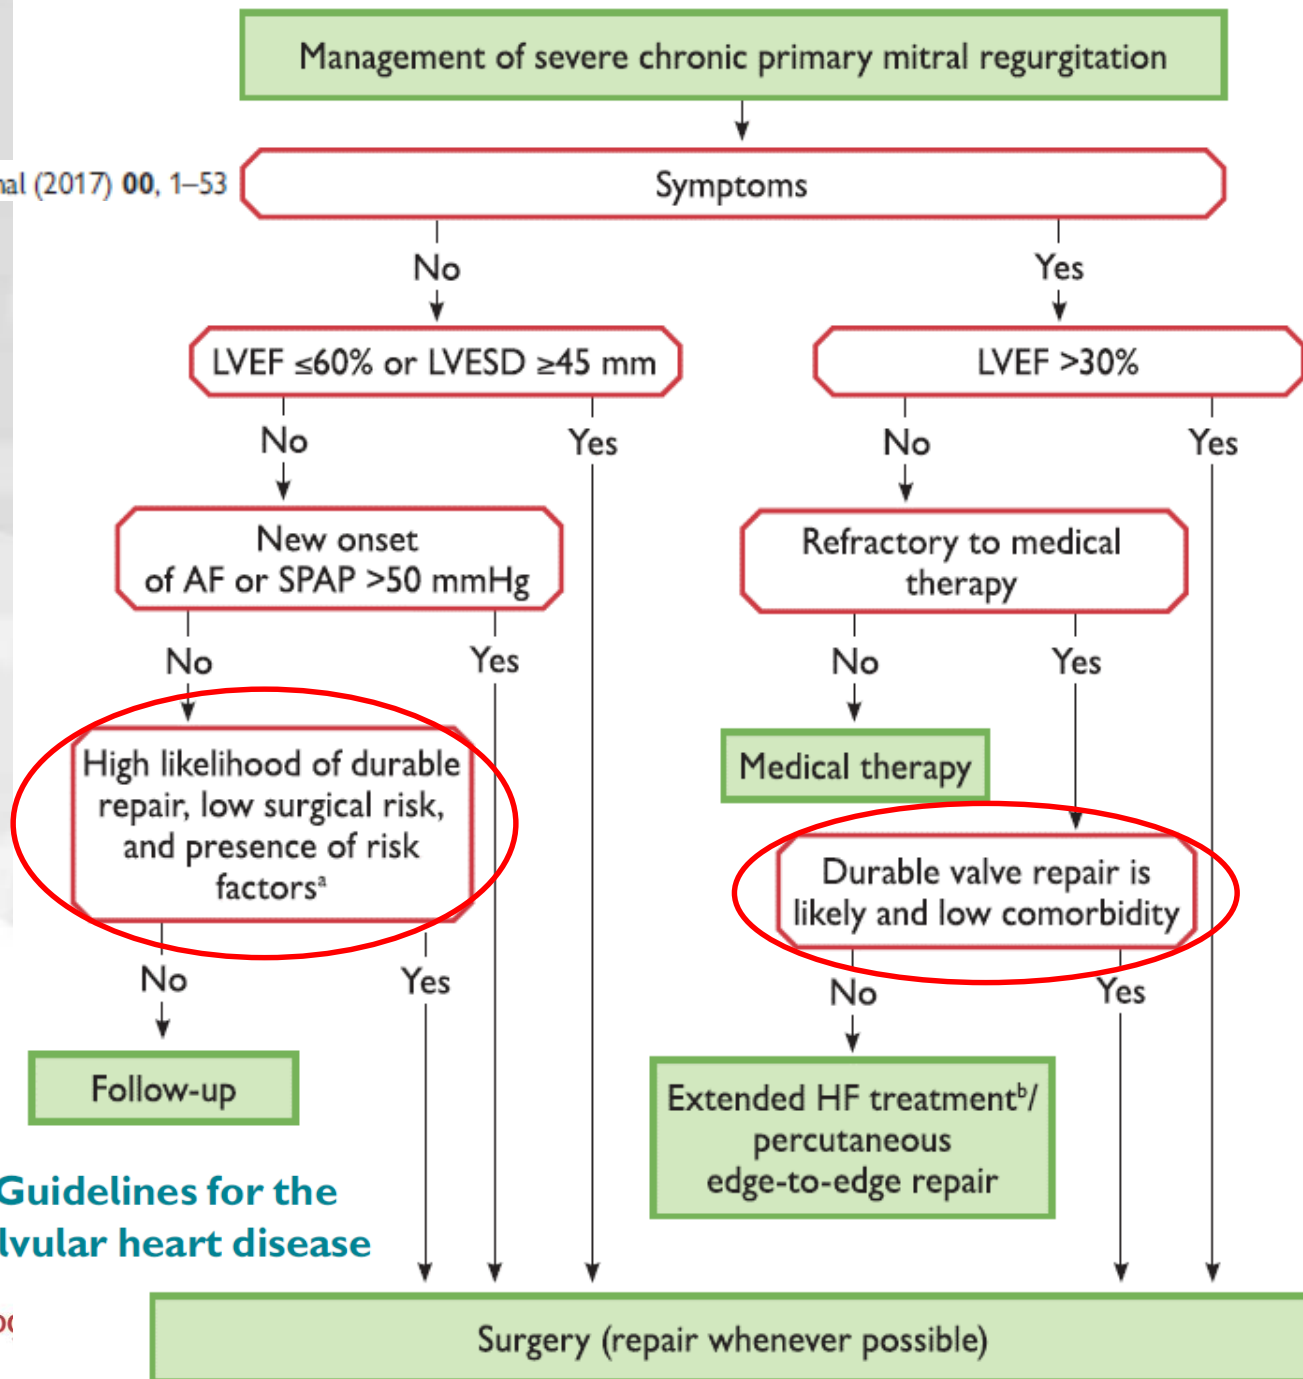 Management of severe chronic primary mitral regurgitation
(2017) 00, 1–53
Symptoms
No
Yes
LVEF ≤60% or LVESD ≥45 mm
LVEF >30%
No
Yes
No
Yes
New onset
of AF or SPAP >50 mmHg
Refractory to medical
therapy
No
Yes
No
Yes
High likelihood of durable
repair, low surgical risk,
and presence of risk
factorsª
Medical therapy
Durable valve repair is
likely and low comorbidity
No
Yes
No
Yes
Follow-up
Extended HF treatmentᵇ/
percutaneous
edge-to-edge repair
Guidelines for the
heart disease
Surgery (repair whenever possible)